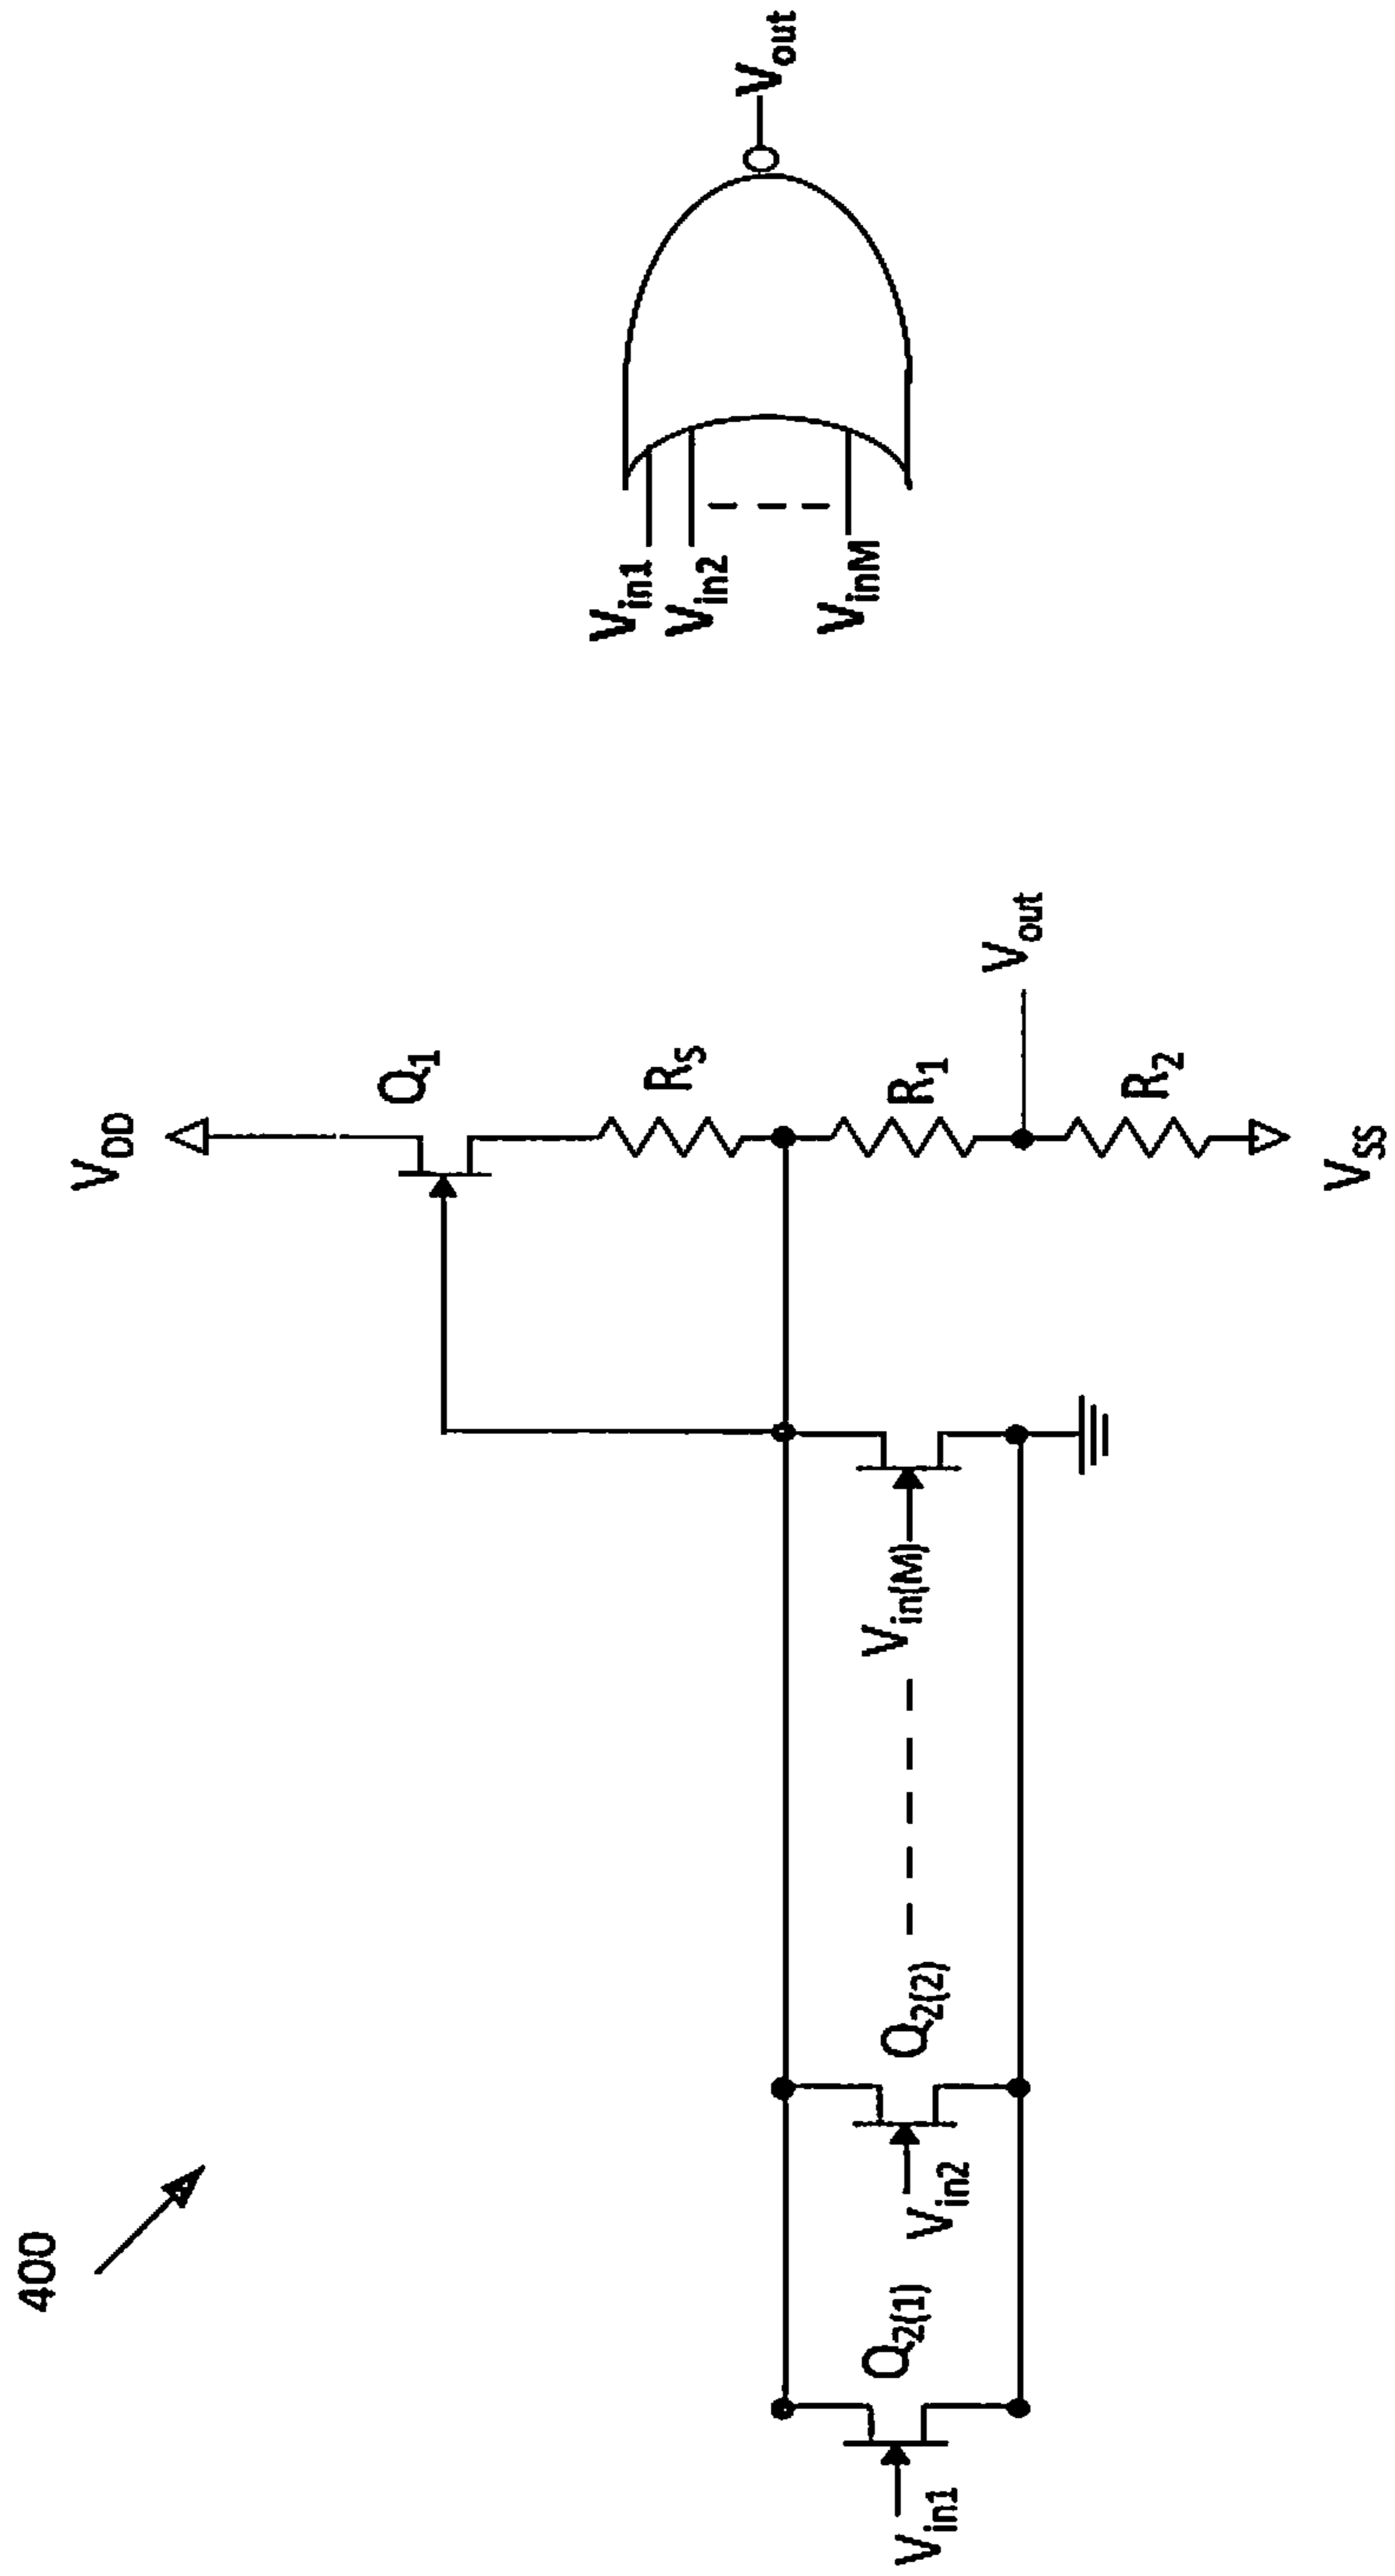 400
V_DD
Q_1
R_S
R_1
V_out
R_2
V_SS
V_in1
Q_2(1)
V_in2
Q_2(2)
V_in(M)
V_in1
V_in2
V_inM
V_out